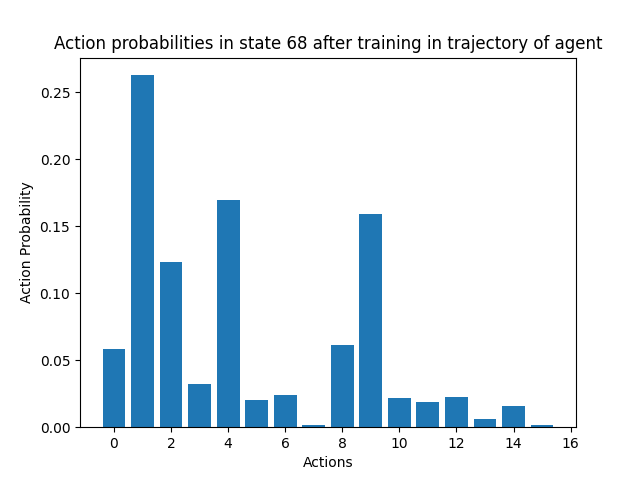 Action probabilities in state 68 after training in trajectory of agent
0.25
0.20
0.15
0.10
0.05
0.00
Action Probability
0 2 4 6 8 10 12 14 16
Actions